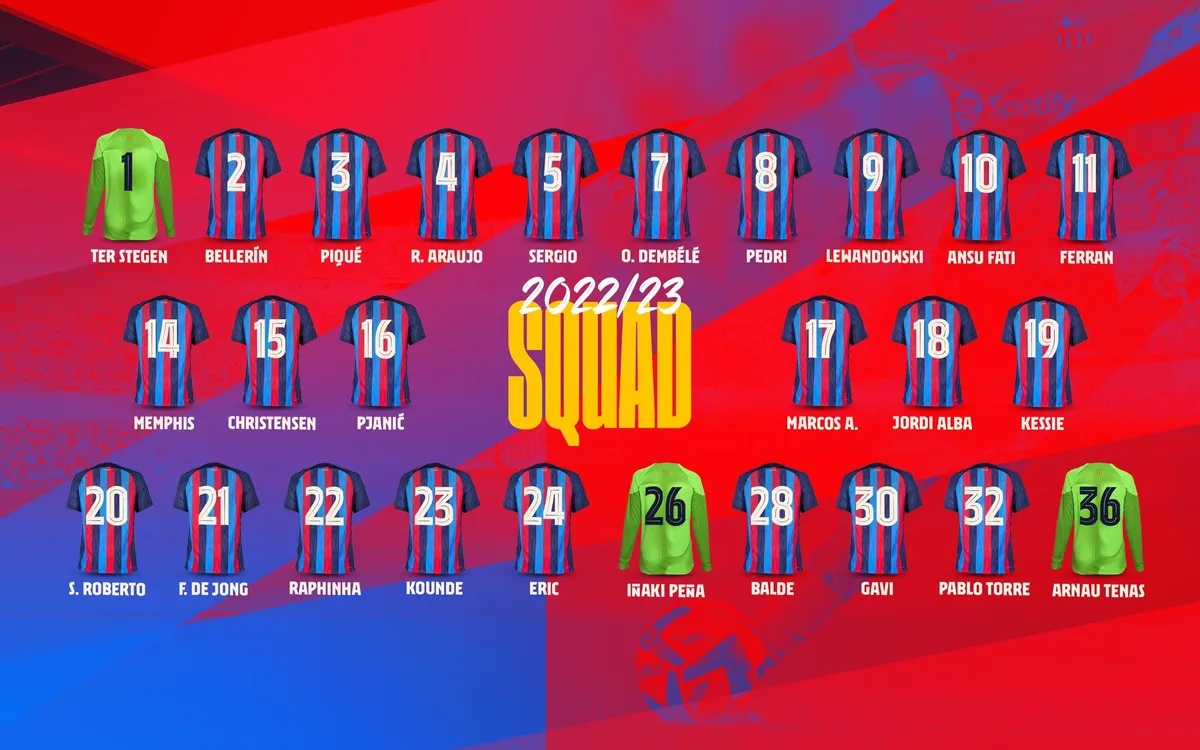 Spotify
1 2 3 4 5 7 8 9 10 11
TER STEGEN BELLERÍN PIQUÉ R. ARAUJO SERGIO O. DEMBÉLÉ PEDRI LEWANDOWSKI ANSU FATI FERRAN
2022/23
SQUAD
14 15 16 17 18 19
MEMPHIS CHRISTENSEN PJANIĆ MARCOS A. JORDI ALBA KESSIE
20 21 22 23 24 26 28 30 32 36
S. ROBERTO F. DE JONG RAPHINHA KOUNDE ERIC IÑAKI PEÑA BALDE GAVI PABLO TORRE ARNAU TENAS